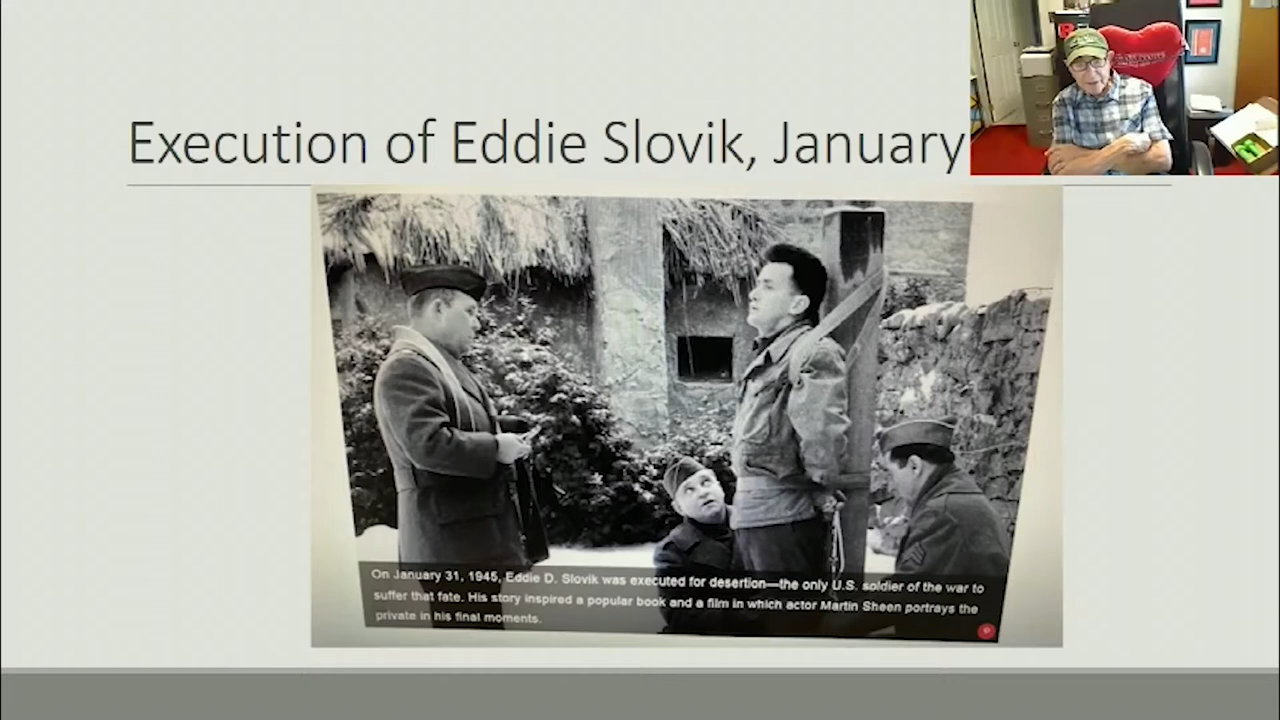 Execution of Eddie Slovik, January
On January 31, 1945, Eddie D. Slovik was executed for desertion—the only U.S. soldier of the war to
suffer that fate. His story inspired a popular book and a film in which actor Martin Sheen portrays the
private in his final moments.